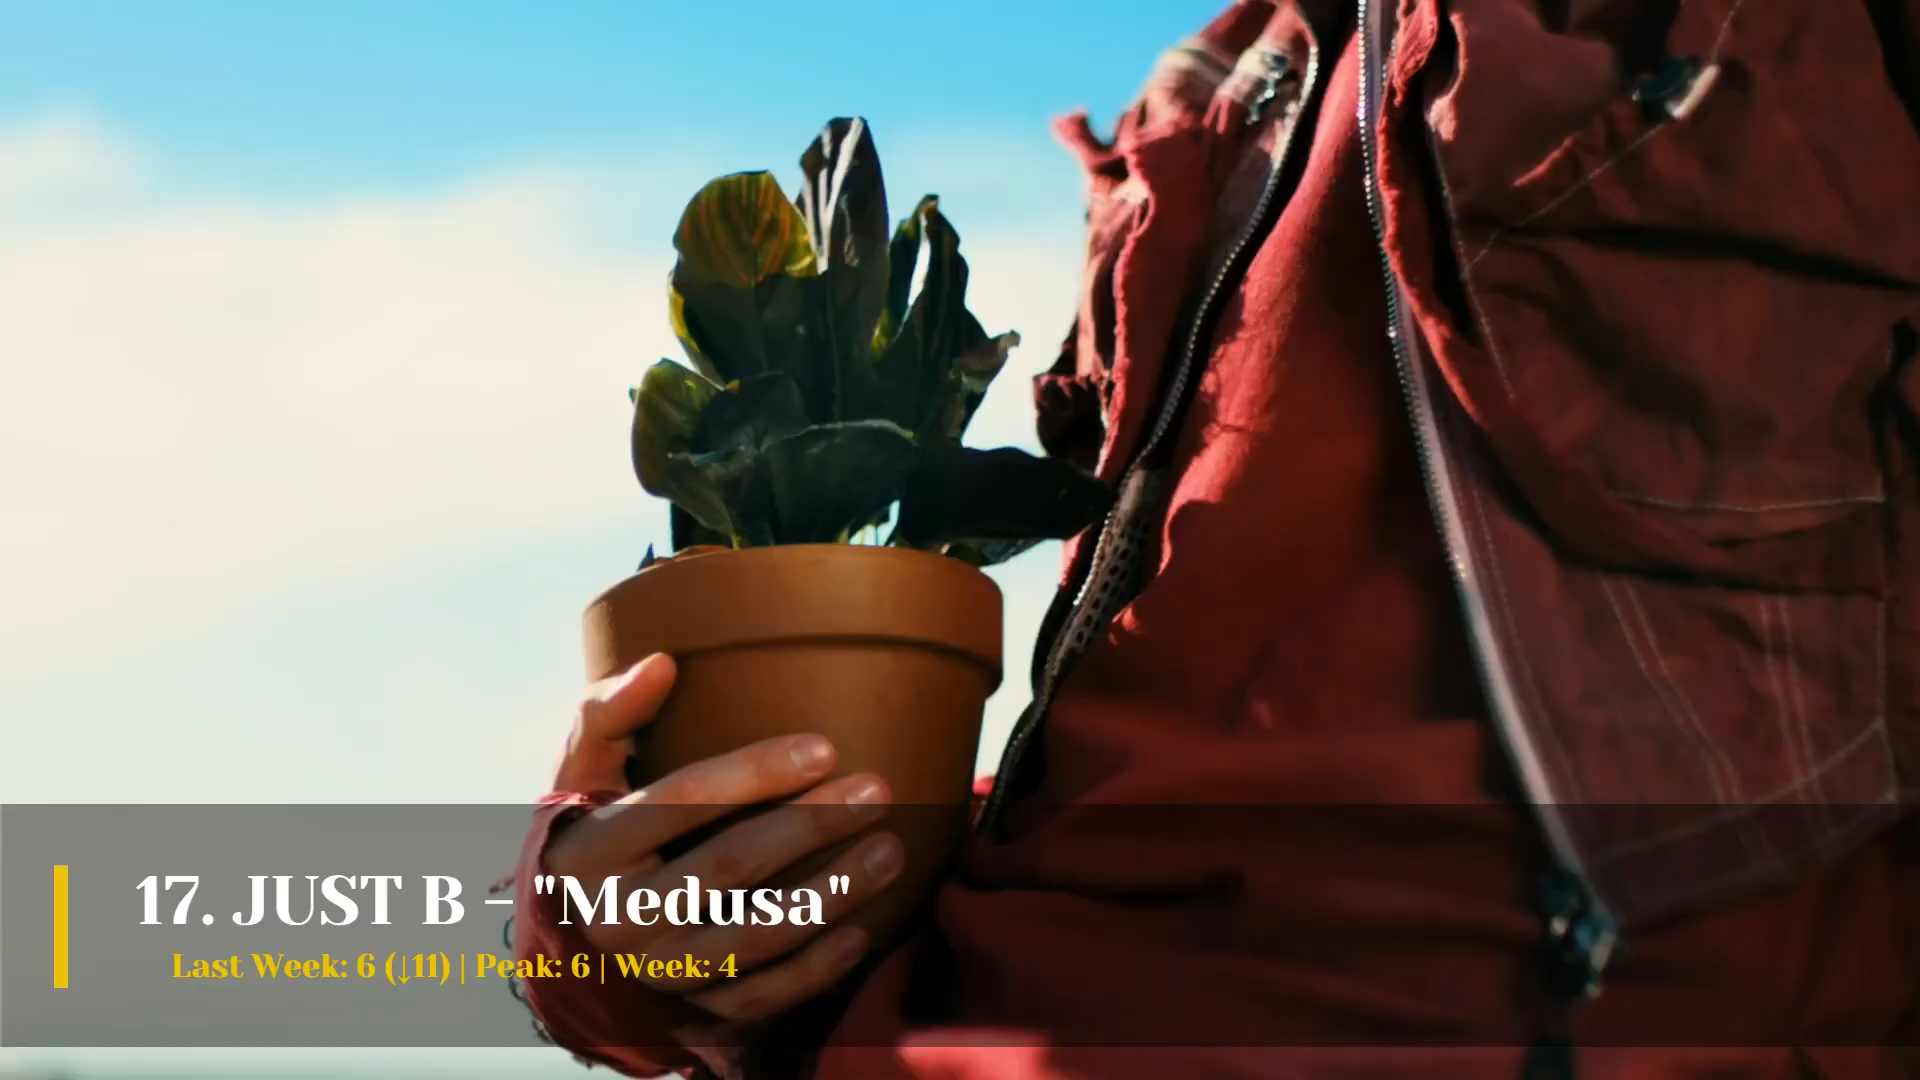 17. JUST B - "Medusa"
Last Week: 6 (↓11) | Peak: 6 | Week: 4